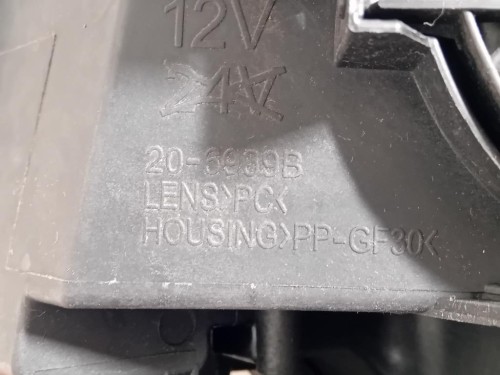 12V
24V
20-6939B
LENS>PC<
HOUSING>PP-GF30<